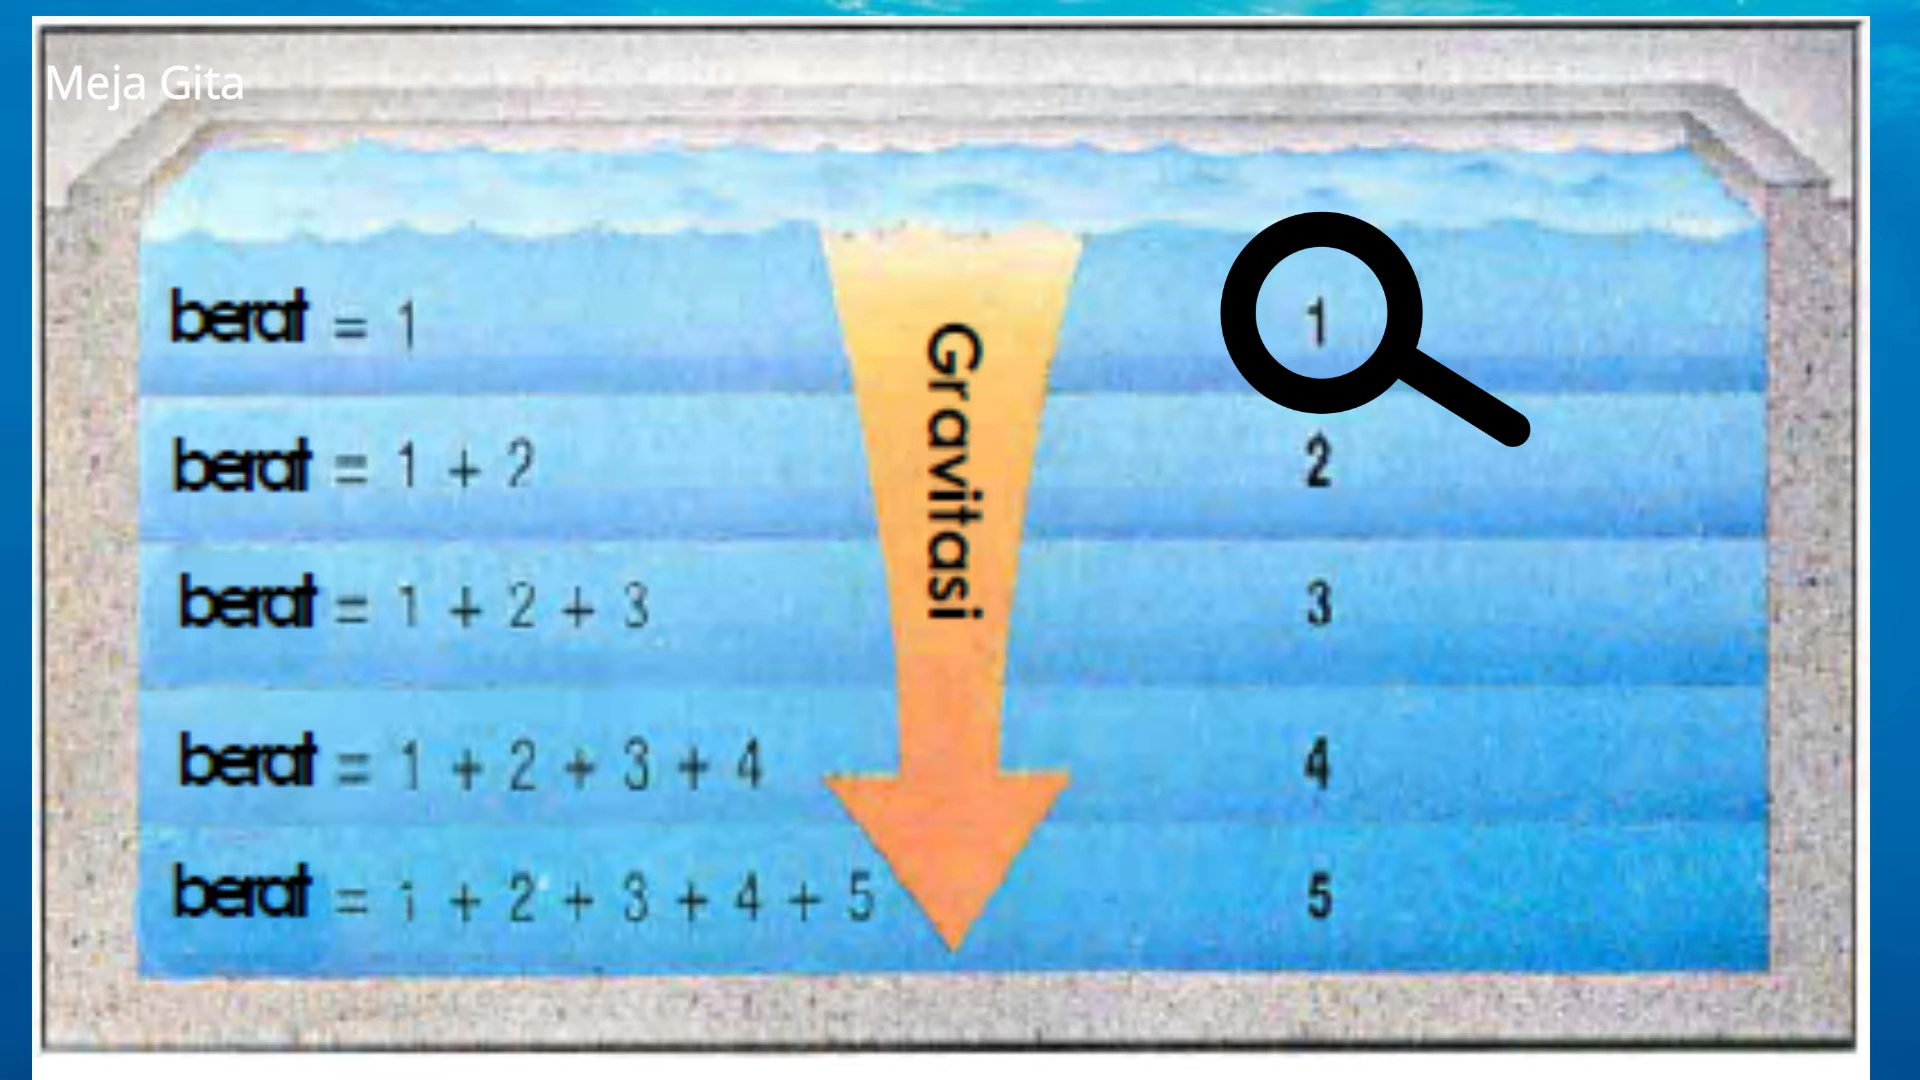 Meja Gita
berat = 1
1
berat = 1 + 2
2
berat = 1 + 2 + 3
3
berat = 1 + 2 + 3 + 4
4
berat = 1 + 2 + 3 + 4 + 5
5
Gravitasi